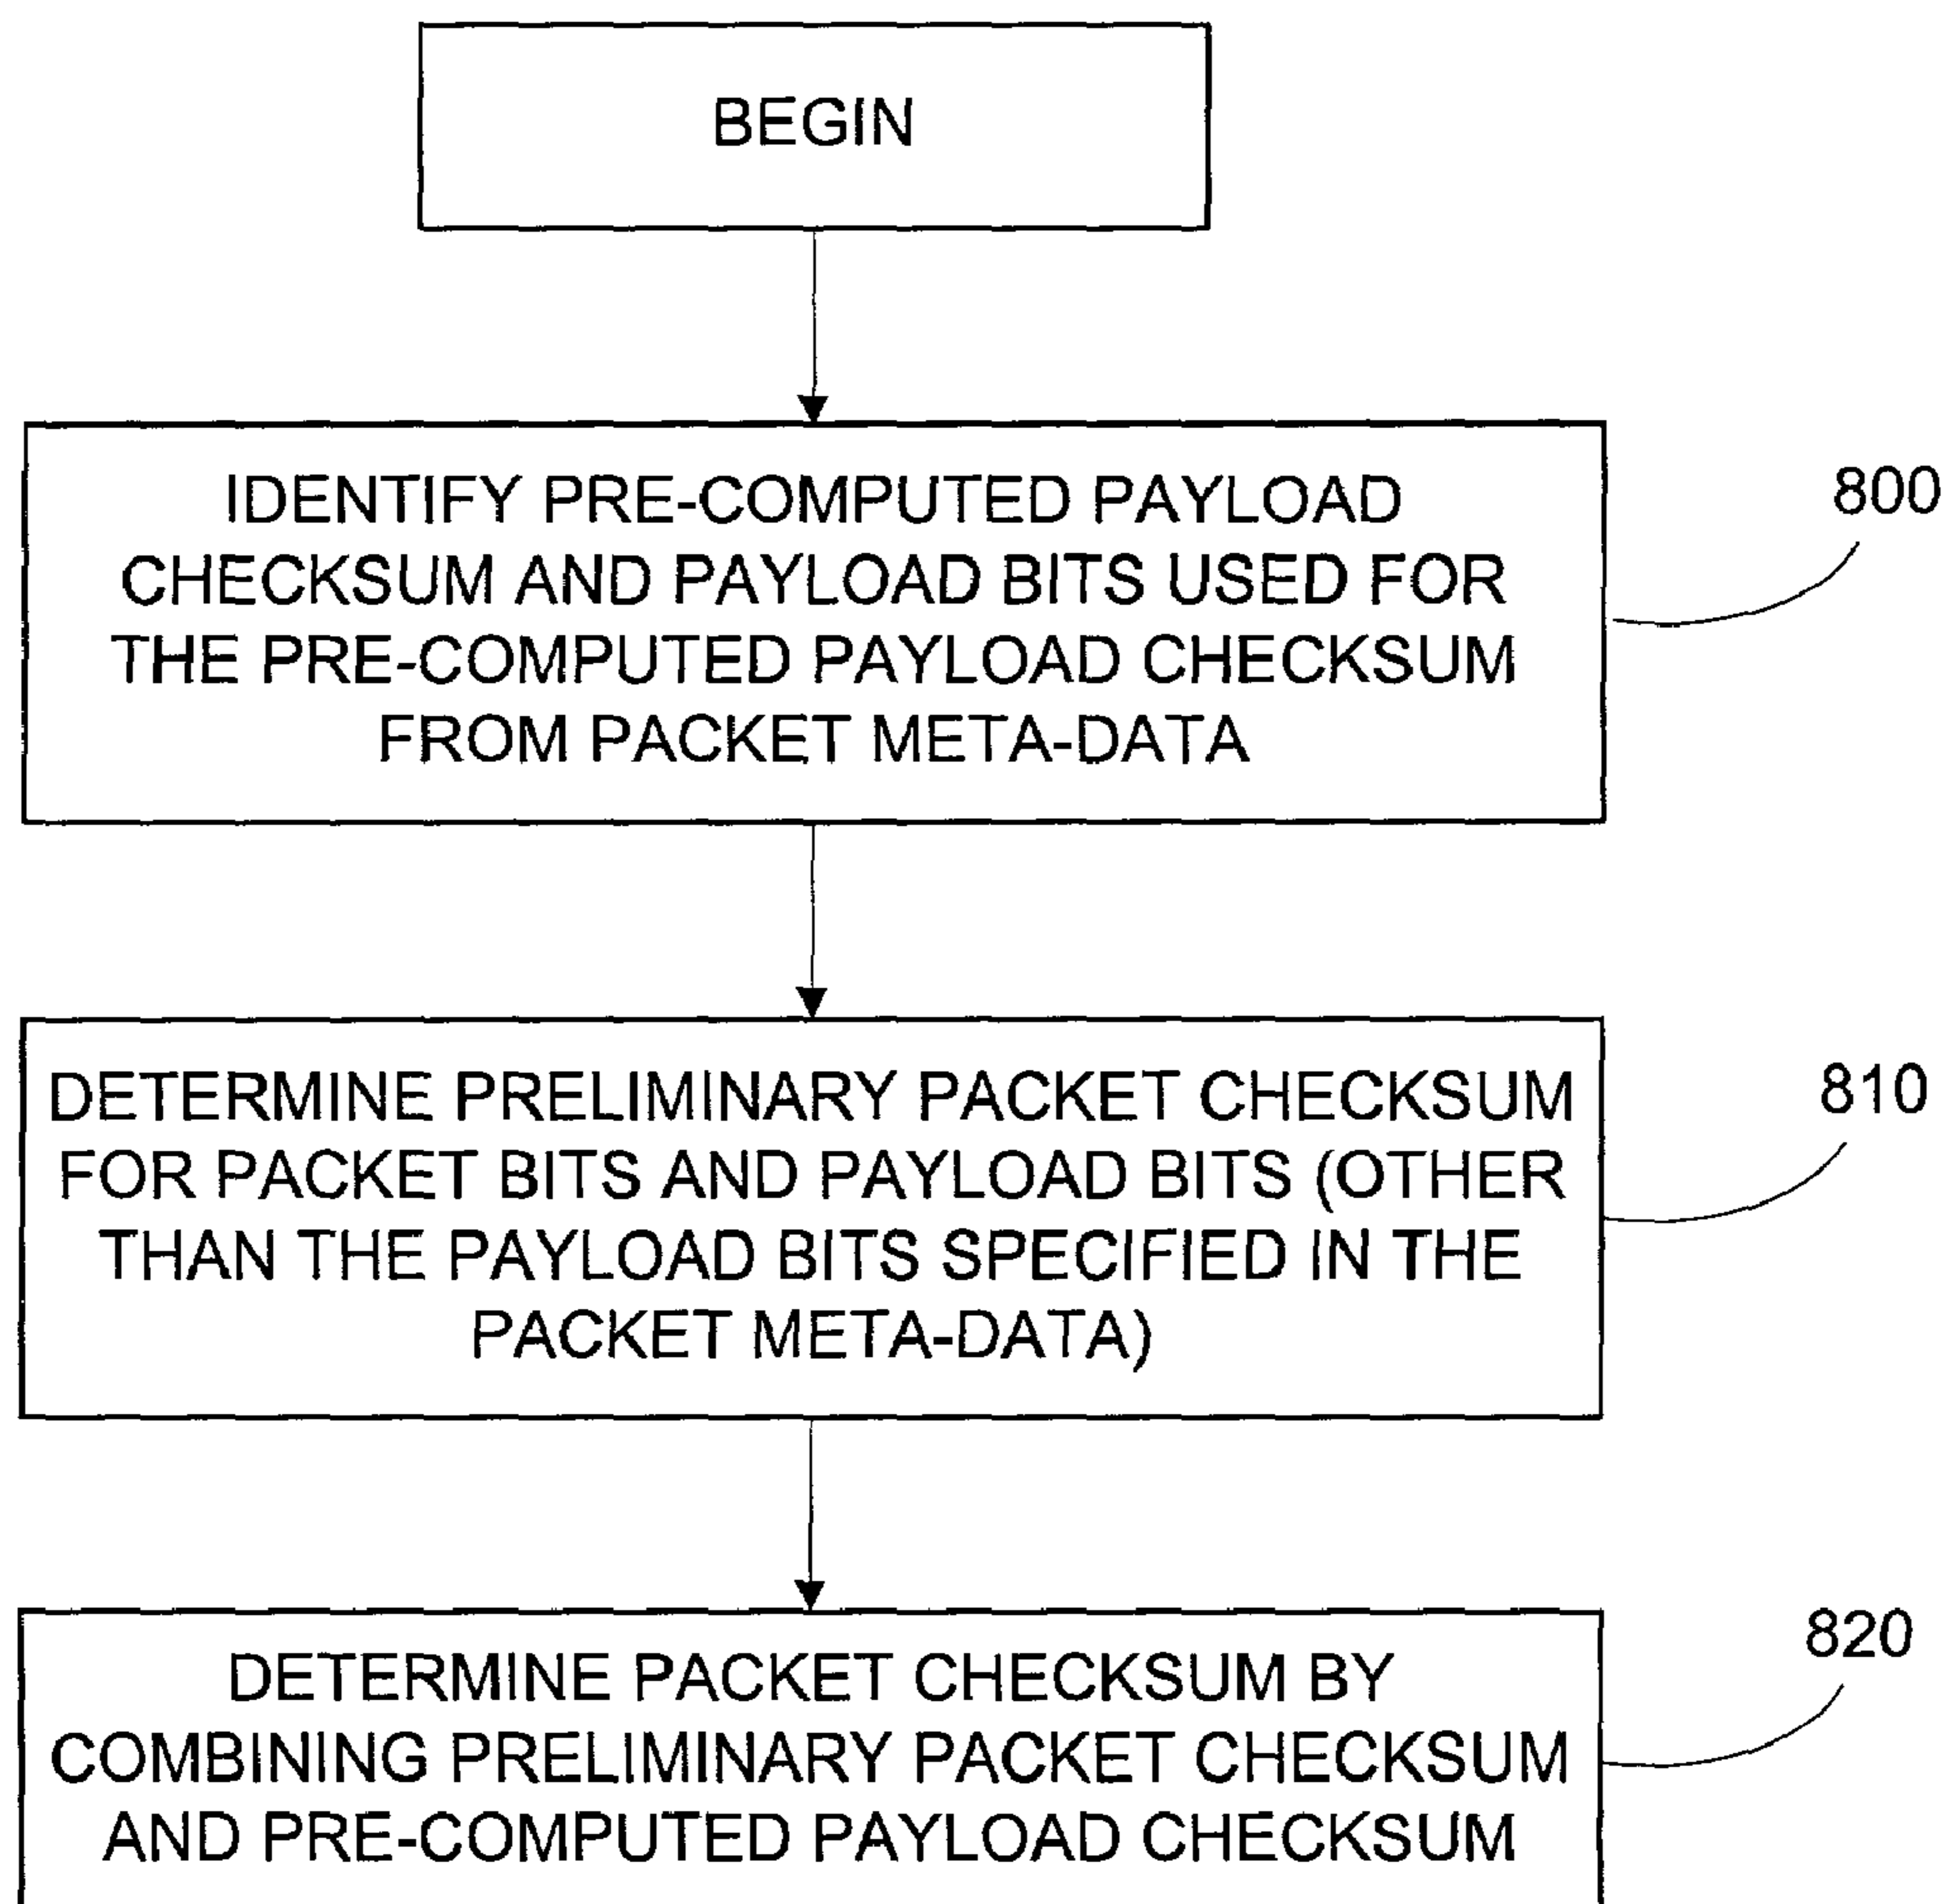 BEGIN
IDENTIFY PRE-COMPUTED PAYLOAD
CHECKSUM AND PAYLOAD BITS USED FOR
THE PRE-COMPUTED PAYLOAD CHECKSUM
FROM PACKET META-DATA
800
DETERMINE PRELIMINARY PACKET CHECKSUM
FOR PACKET BITS AND PAYLOAD BITS (OTHER
THAN THE PAYLOAD BITS SPECIFIED IN THE
PACKET META-DATA)
810
DETERMINE PACKET CHECKSUM BY
COMBINING PRELIMINARY PACKET CHECKSUM
AND PRE-COMPUTED PAYLOAD CHECKSUM
820